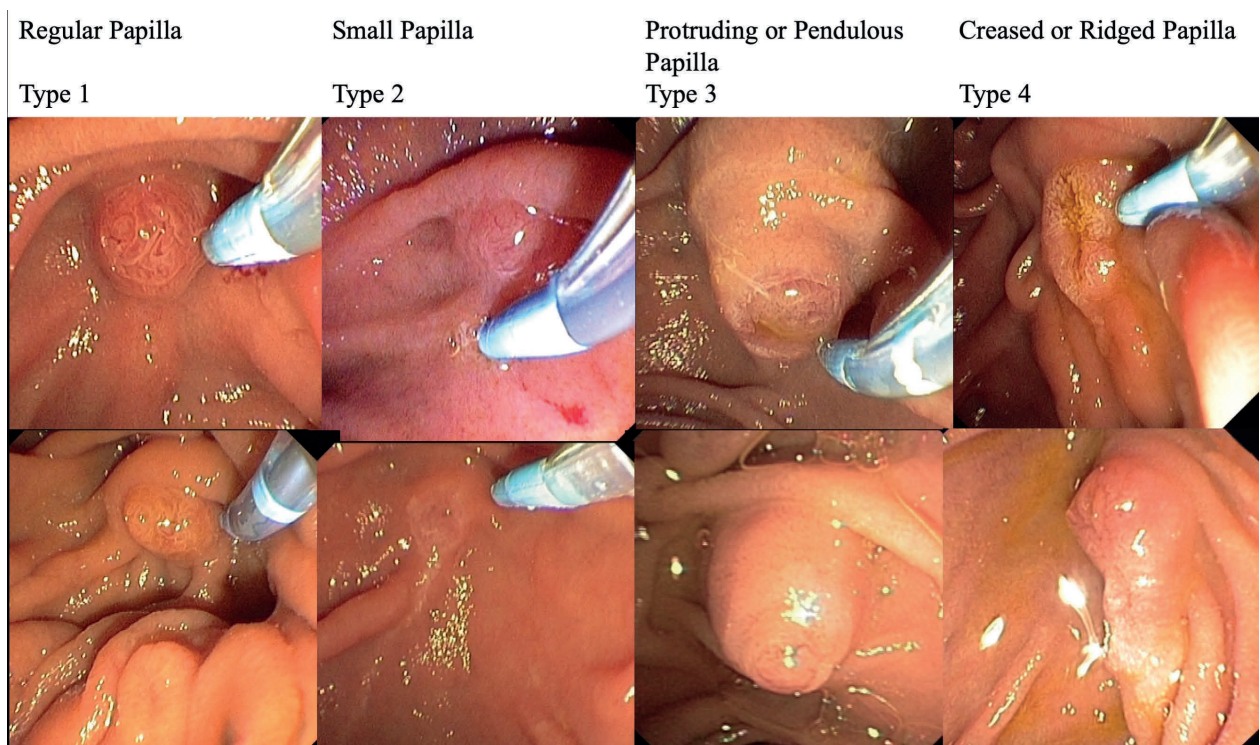 Regular Papilla
Type 1
Small Papilla
Type 2
Protruding or Pendulous
Papilla
Type 3
Creased or Ridged Papilla
Type 4